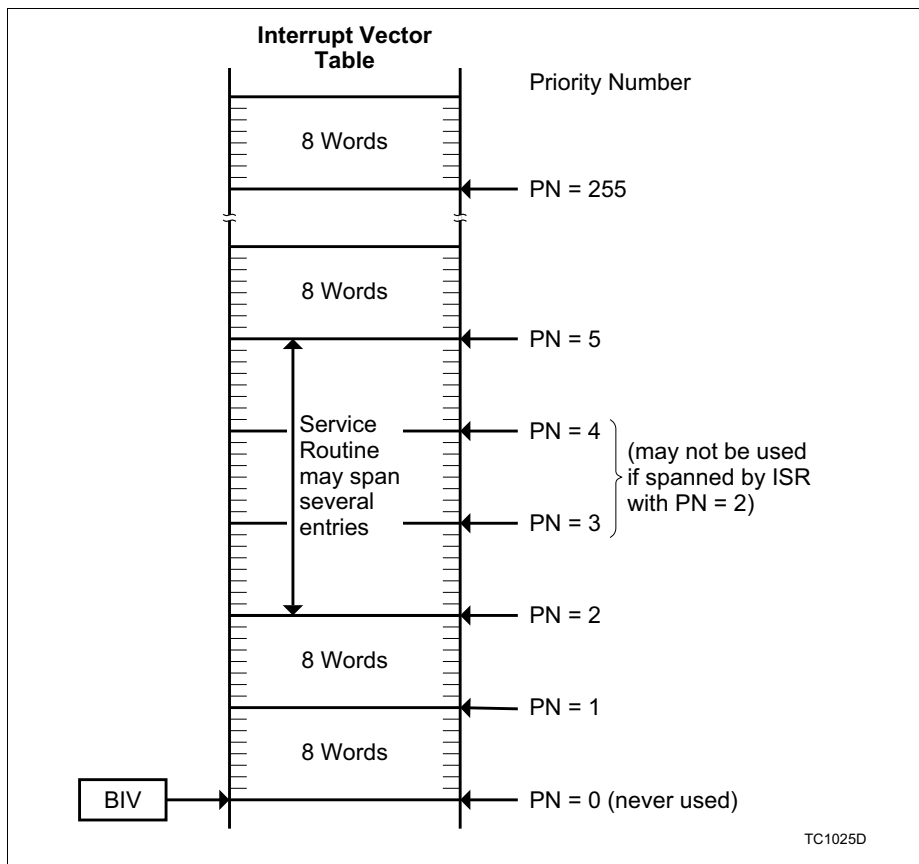 Interrupt Vector
Table
Priority Number
8 Words
PN = 255
8 Words
PN = 5
Service
Routine
may span
several
entries
PN = 4
(may not be used
if spanned by ISR
with PN = 2)
PN = 3
PN = 2
8 Words
PN = 1
8 Words
BIV
PN = 0 (never used)
TC1025D